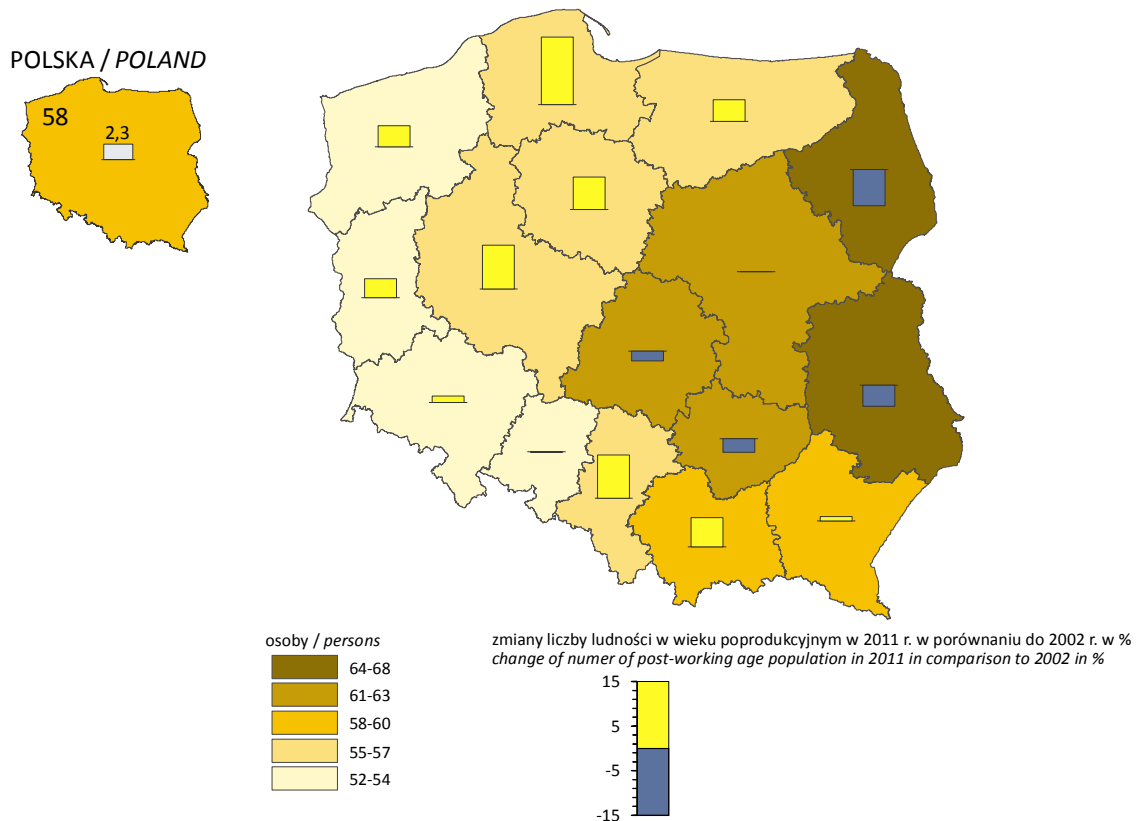 POLSKA / POLAND
58
2,3
osoby / persons
64-68
61-63
58-60
55-57
52-54
zmiany liczby ludności w wieku poprodukcyjnym w 2011 r. w porównaniu do 2002 r. w %
change of numer of post-working age population in 2011 in comparison to 2002 in %
15
5
-5
-15